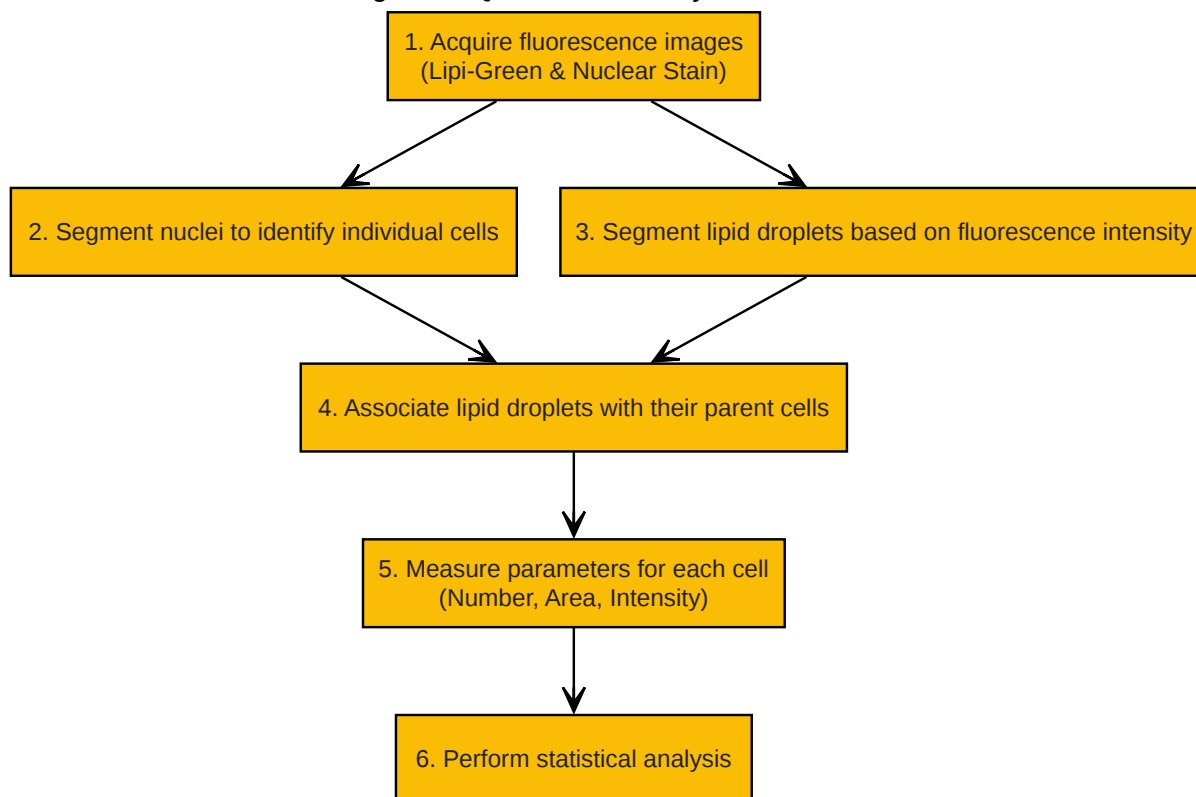 1. Acquire fluorescence images
(Lipi-Green & Nuclear Stain)
2. Segment nuclei to identify individual cells
3. Segment lipid droplets based on fluorescence intensity
4. Associate lipid droplets with their parent cells
5. Measure parameters for each cell
(Number, Area, Intensity)
6. Perform statistical analysis